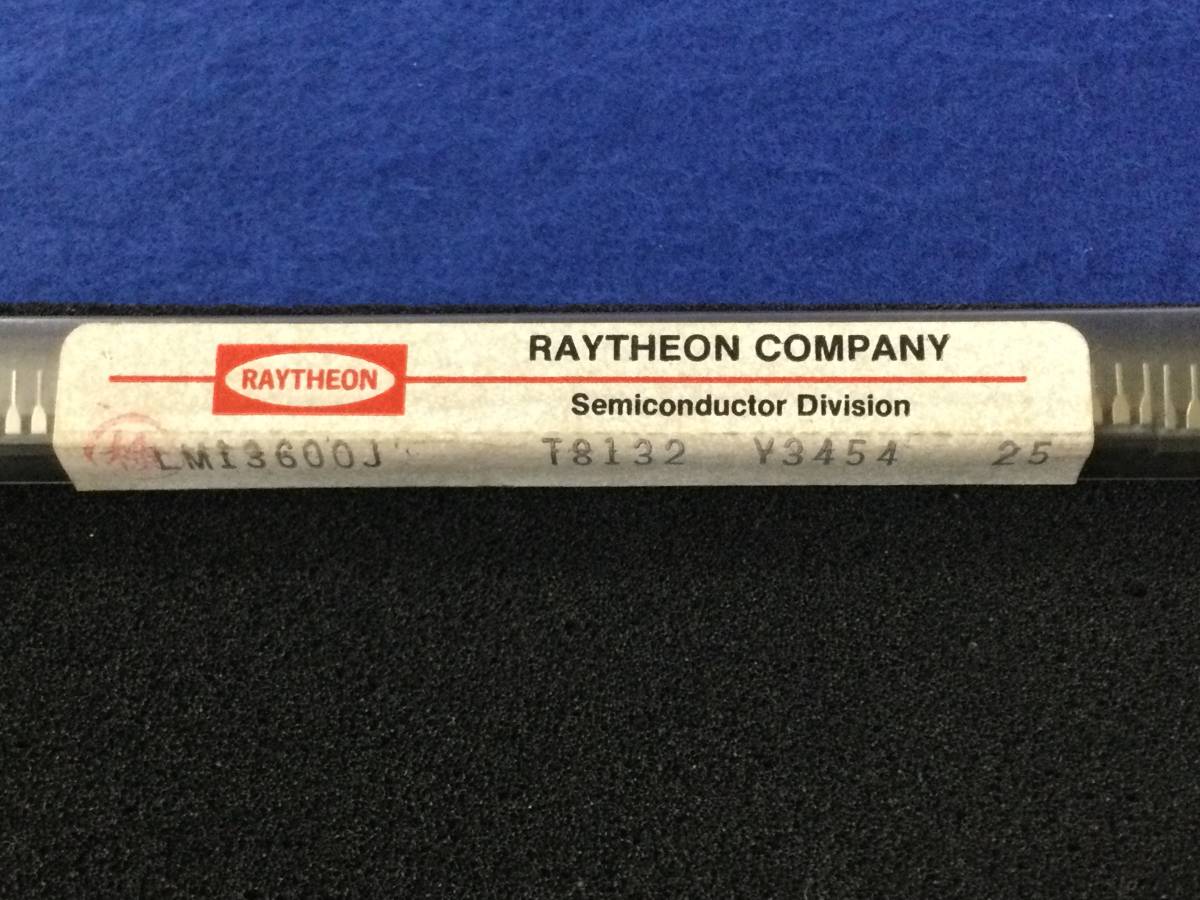 RAYTHEON
RAYTHEON COMPANY
Semiconductor Division
LM13600J T8132 Y3454 25